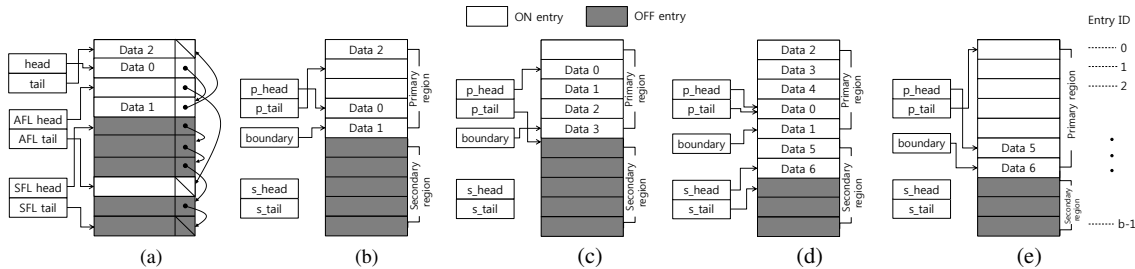 ON entry
OFF entry
head
tail
AFL head
AFL tail
SFL head
SFL tail
Data 2
Data 0
Data 1
(a)
p_head
p_tail
boundary
s_head
s_tail
Data 2
Data 0
Data 1
Primary region
Secondary region
(b)
p_head
p_tail
boundary
s_head
s_tail
Data 0
Data 1
Data 2
Data 3
Primary region
Secondary region
(c)
p_head
p_tail
boundary
s_head
s_tail
Data 2
Data 3
Data 4
Data 0
Data 1
Data 5
Data 6
Primary region
Secondary region
(d)
p_head
p_tail
boundary
s_head
s_tail
Data 5
Data 6
Primary region
Secondary region
(e)
Entry ID
0
1
2
b-1